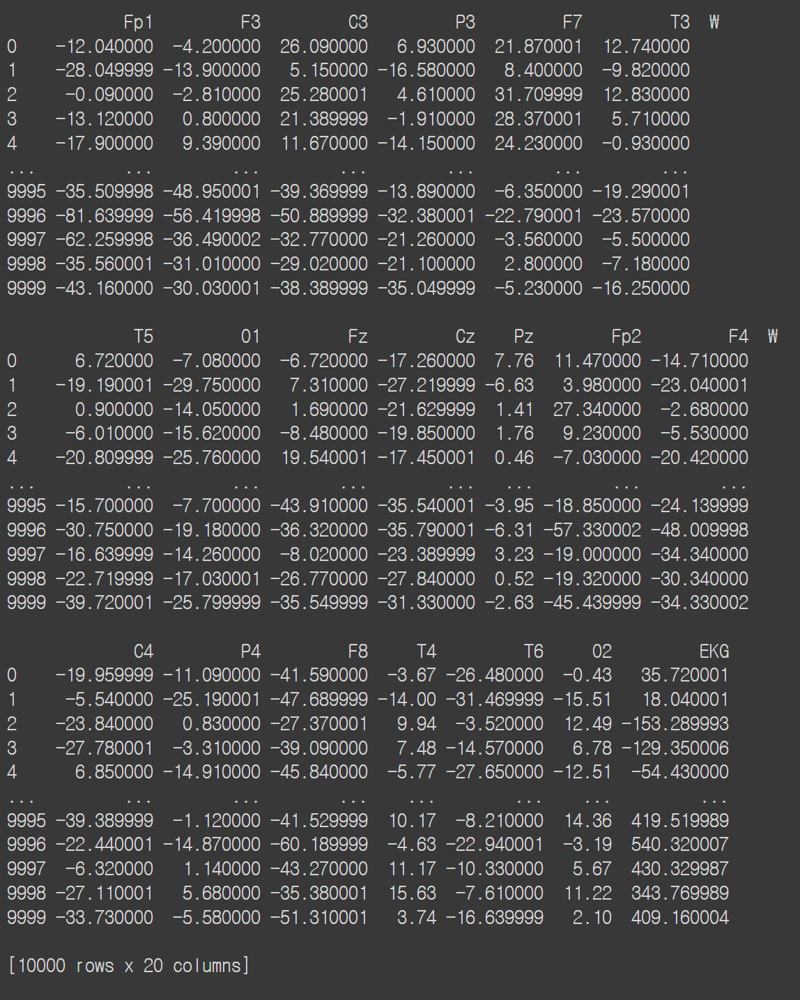 Fp1 F3 C3 P3 F7 T3 ₩
0 -12.040000 -4.200000 26.090000 6.930000 21.870001 12.740000
1 -28.049999 -13.900000 5.150000 -16.580000 8.400000 -9.820000
2 -0.090000 -2.810000 25.280001 4.610000 31.709999 12.830000
3 -13.120000 0.800000 21.389999 -1.910000 28.370001 5.710000
4 -17.900000 9.390000 11.670000 -14.150000 24.230000 -0.930000
... ... ... ... ... ... ...
9995 -35.509998 -48.950001 -39.369999 -13.890000 -6.350000 -19.290001
9996 -81.639999 -56.419998 -50.889999 -32.380001 -22.790001 -23.570000
9997 -62.259998 -36.490002 -32.770000 -21.260000 -3.560000 -5.500000
9998 -35.560001 -31.010000 -29.020000 -21.100000 2.800000 -7.180000
9999 -43.160000 -30.030001 -38.389999 -35.049999 -5.230000 -16.250000
T5 O1 Fz Cz Pz Fp2 F4 ₩
0 6.720000 -7.080000 -6.720000 -17.260000 7.76 11.470000 -14.710000
1 -19.190001 -29.750000 7.310000 -27.219999 -6.63 3.980000 -23.040001
2 0.900000 -14.050000 1.690000 -21.629999 1.41 27.340000 -2.680000
3 -6.010000 -15.620000 -8.480000 -19.850000 1.76 9.230000 -5.530000
4 -20.809999 -25.760000 19.540001 -17.450001 0.46 -7.030000 -20.420000
... ... ... ... ... ... ... ...
9995 -15.700000 -7.700000 -43.910000 -35.540001 -3.95 -18.850000 -24.139999
9996 -30.750000 -19.180000 -36.320000 -35.790001 -6.31 -57.330002 -48.009998
9997 -16.639999 -14.260000 -8.020000 -23.389999 3.23 -19.000000 -34.340000
9998 -22.719999 -17.030001 -26.770000 -27.840000 0.52 -19.320000 -30.340000
9999 -39.720001 -25.799999 -35.549999 -31.330000 -2.63 -45.439999 -34.330002
C4 P4 F8 T4 T6 O2 EKG
0 -19.959999 -11.090000 -41.590000 -3.67 -26.480000 -0.43 35.720001
1 -5.540000 -25.190001 -47.689999 -14.00 -31.469999 -15.51 18.040001
2 -23.840000 0.830000 -27.370001 9.94 -3.520000 12.49 -153.289993
3 -27.780001 -3.310000 -39.090000 7.48 -14.570000 6.78 -129.350006
4 6.850000 -14.910000 -45.840000 -5.77 -27.650000 -12.51 -54.430000
... ... ... ... ... ... ... ...
9995 -39.389999 -1.120000 -41.529999 10.17 -8.210000 14.36 419.519989
9996 -22.440001 -14.870000 -60.189999 -4.63 -22.940001 -3.19 540.320007
9997 -6.320000 1.140000 -43.270000 11.17 -10.330000 5.67 430.329987
9998 -27.110001 5.680000 -35.380001 15.63 -7.610000 11.22 343.769989
9999 -33.730000 -5.580000 -51.310001 3.74 -16.639999 2.10 409.160004
[10000 rows x 20 columns]